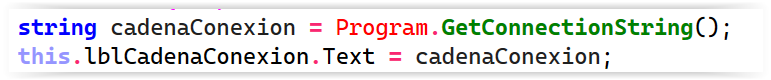 string cadenaConexion = Program.GetConnectionString();
this.lblCadenaConexion.Text = cadenaConexion;